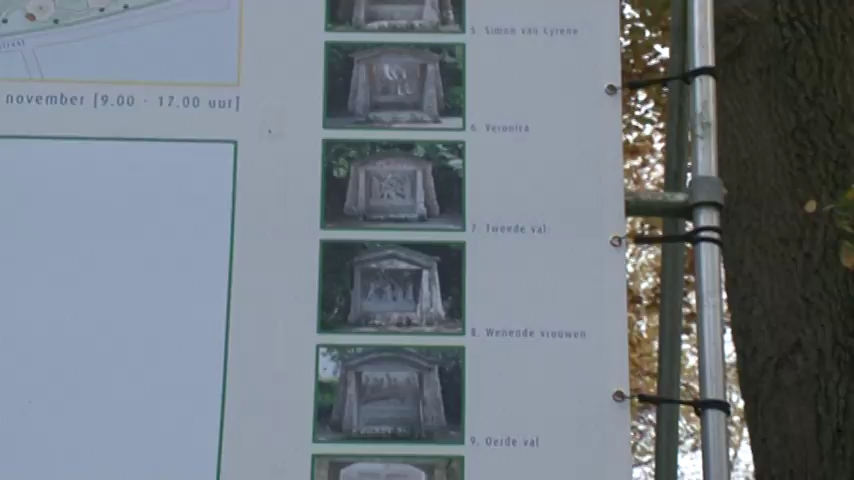 november [9.00 - 17.00 uur]
5. Simon van Cyrene
6. Veronica
7. Tweede val
8. Wenende vrouwen
9. Derde val